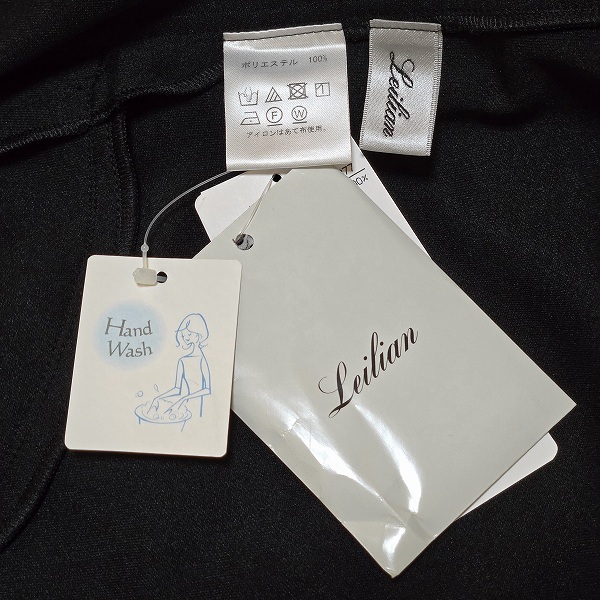 ポリエステル 100%
F W
アイロンはあて布使用。
Leilian
Hand
Wash
Leilian